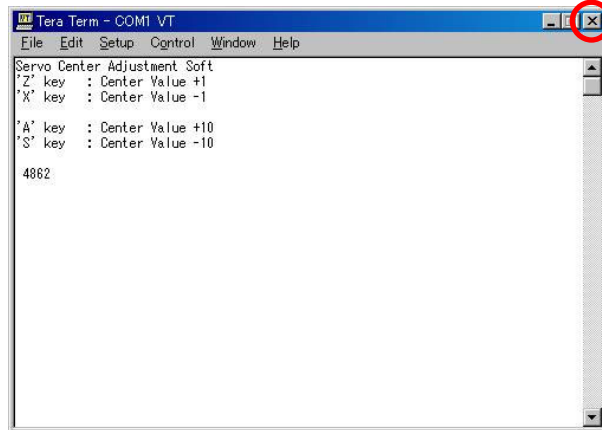 Tera Term - COM1 VT
File Edit Setup Control Window Help
Servo Center Adjustment Soft
'Z' key : Center Value +1
'X' key : Center Value -1
'A' key : Center Value +10
'S' key : Center Value -10
4862